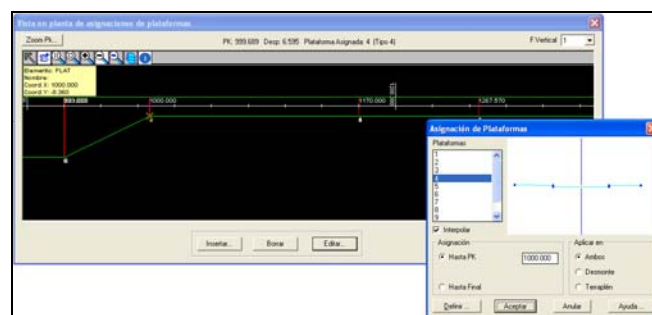 Vista en planta de asignaciones de plataformas
Zoom Pk...
PK: 999.689 Desp: 6.595 Plataforma Asignada: 4 (Tipo 4)
F.Vertical 1
Elemento: PLAT
Nombre:
Coord X: 1000.000
Coord Y: -8.360
1000.000
1170.000
1267.570
Asignación de Plataformas
Plataformas
1
2
3
4
5
6
7
8
9
Interpolar
Asignación
Hasta PK
1000.000
Hasta Final
Aplicar en
Ambos
Desmonte
Terraplén
Insertar...
Borrar
Editar...
Define...
Aceptar
Anular
Ayuda...